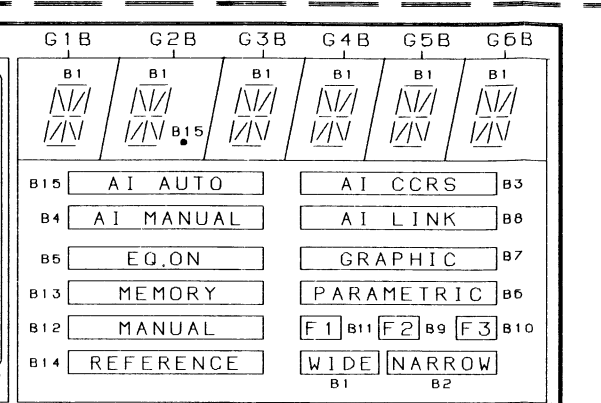 G1B G2B G3B G4B G5B G6B
B1 B1 B1 B1 B1 B1
B15
B15 AI AUTO AI CCRS B3
B4 AI MANUAL AI LINK B8
B5 EQ.ON GRAPHIC B7
B13 MEMORY PARAMETRIC B6
B12 MANUAL F1 B11 F2 B9 F3 B10
B14 REFERENCE WIDE NARROW
B1 B2